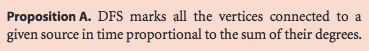 Proposition A. DFS marks all the vertices connected to a
given source in time proportional to the sum of their degrees.